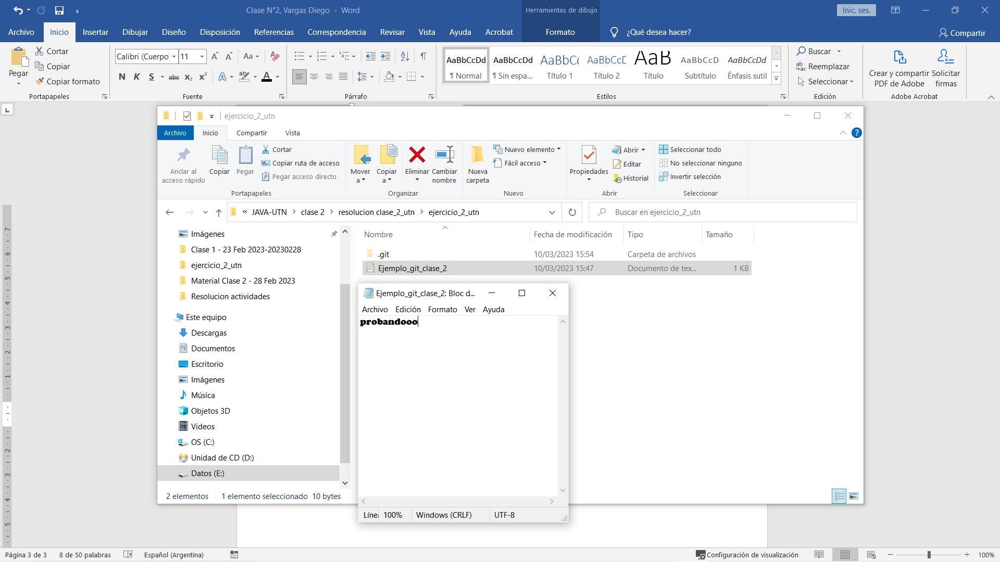 Clase N°2, Vargas Diego - Word
Herramientas de dibujo
Inic. ses.
Archivo Inicio Insertar Dibujar Diseño Disposición Referencias Correspondencia Revisar Vista Ayuda Acrobat Formato ¿Qué desea hacer? Compartir
Pegar
Cortar
Copiar
Copiar formato
Portapapeles
Calibri (Cuerpo 11
Fuente
Párrafo
AaBbCcDd AaBbCcDd AaBbCc AaBbCcD AaB AaBbCcD AaBbCcDd
¶ Normal ¶ Sin espa... Título 1 Título 2 Título Subtítulo Énfasis sutil
Estilos
Buscar
Reemplazar
Seleccionar
Edición
Crear y compartir PDF de Adobe
Solicitar firmas
Adobe Acrobat
ejercicio_2_utn
Archivo Inicio Compartir Vista
Anclar al acceso rápido
Copiar
Pegar
Cortar
Copiar ruta de acceso
Pegar acceso directo
Portapapeles
Mover a
Copiar a
Eliminar
Cambiar nombre
Organizar
Nueva carpeta
Nuevo elemento
Fácil acceso
Nuevo
Propiedades
Abrir
Editar
Historial
Abrir
Seleccionar todo
No seleccionar ninguno
Invertir selección
Seleccionar
« JAVA-UTN > clase 2 > resolucion clase_2_utn > ejercicio_2_utn
Buscar en ejercicio_2_utn
Imágenes
Clase 1 - 23 Feb 2023-20230228
ejercicio_2_utn
Material Clase 2 - 28 Feb 2023
Resolucion actividades
Este equipo
Descargas
Documentos
Escritorio
Imágenes
Música
Objetos 3D
Videos
OS (C:)
Unidad de CD (D:)
Datos (E:)
Nombre Fecha de modificación Tipo Tamaño
.git 10/03/2023 15:54 Carpeta de archivos
Ejemplo_git_clase_2 10/03/2023 15:47 Documento de tex... 1 KB
Ejemplo_git_clase_2: Bloc d...
Archivo Edición Formato Ver Ayuda
probandooo
Líne 100% Windows (CRLF) UTF-8
2 elementos 1 elemento seleccionado 10 bytes
Página 3 de 3 8 de 50 palabras Español (Argentina) Configuración de visualización 100%